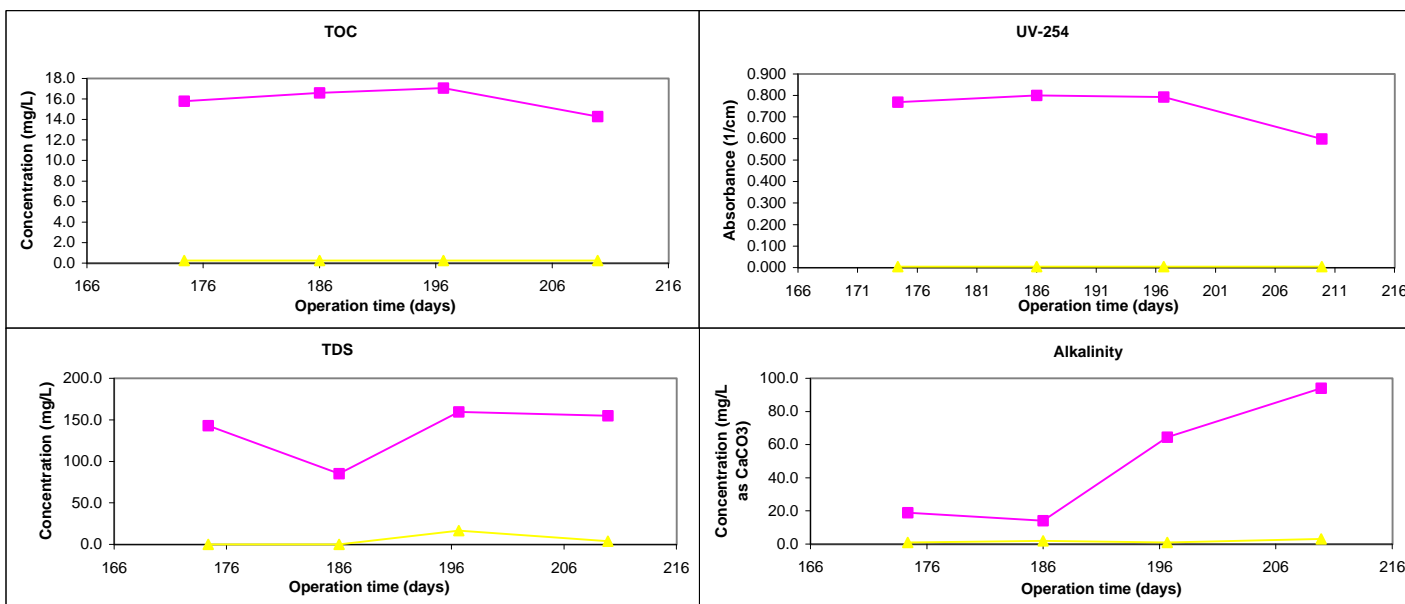 TOC
18.0
16.0
14.0
12.0
10.0
8.0
6.0
4.0
2.0
0.0
Concentration (mg/L)
166 176 186 196 206 216
Operation time (days)
UV-254
0.900
0.800
0.700
0.600
0.500
0.400
0.300
0.200
0.100
0.000
Absorbance (1/cm)
166 171 176 181 186 191 196 201 206 211 216
Operation time (days)
TDS
200.0
150.0
100.0
50.0
0.0
Concentration (mg/L)
166 176 186 196 206 216
Operation time (days)
Alkalinity
100.0
80.0
60.0
40.0
20.0
0.0
Concentration (mg/L
as CaCO3)
166 176 186 196 206 216
Operation time (days)